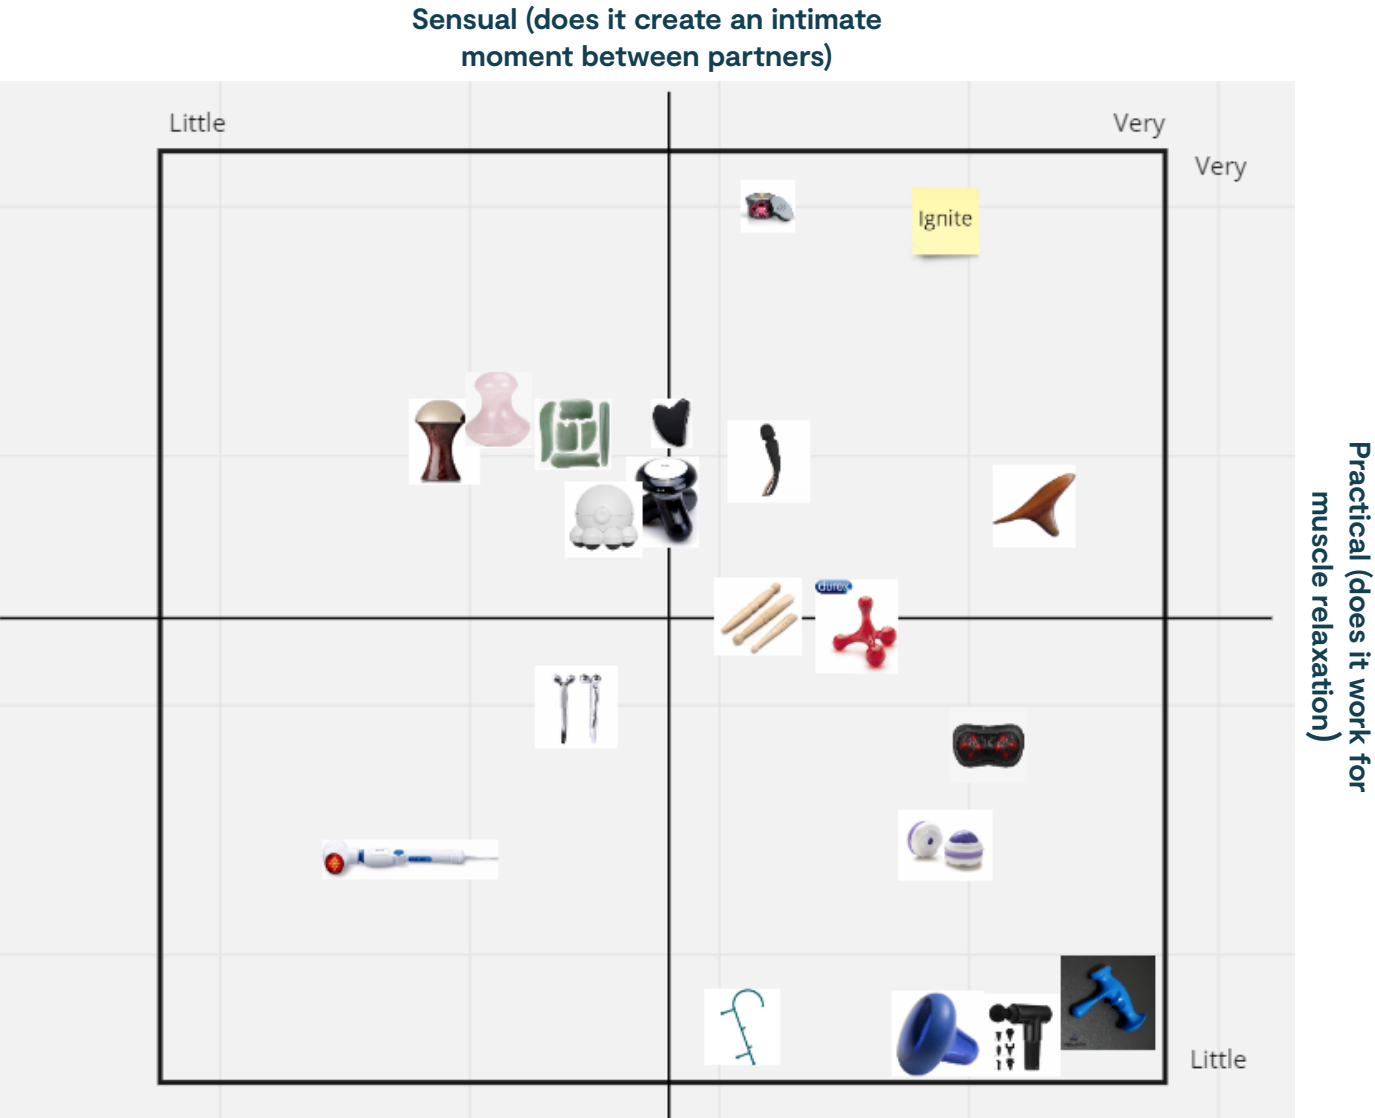 Sensual (does it create an intimate
moment between partners)
Little
Very
Very
Ignite
durex
Practical (does it work for
muscle relaxation)
Little